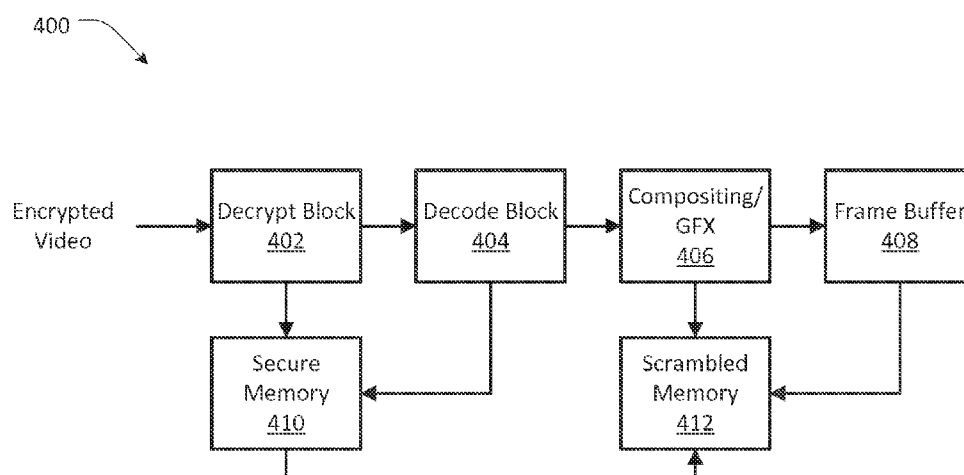 400
Encrypted
Video
Decrypt Block
402
Decode Block
404
Compositing/
GFX
406
Frame Buffer
408
Secure
Memory
410
Scrambled
Memory
412